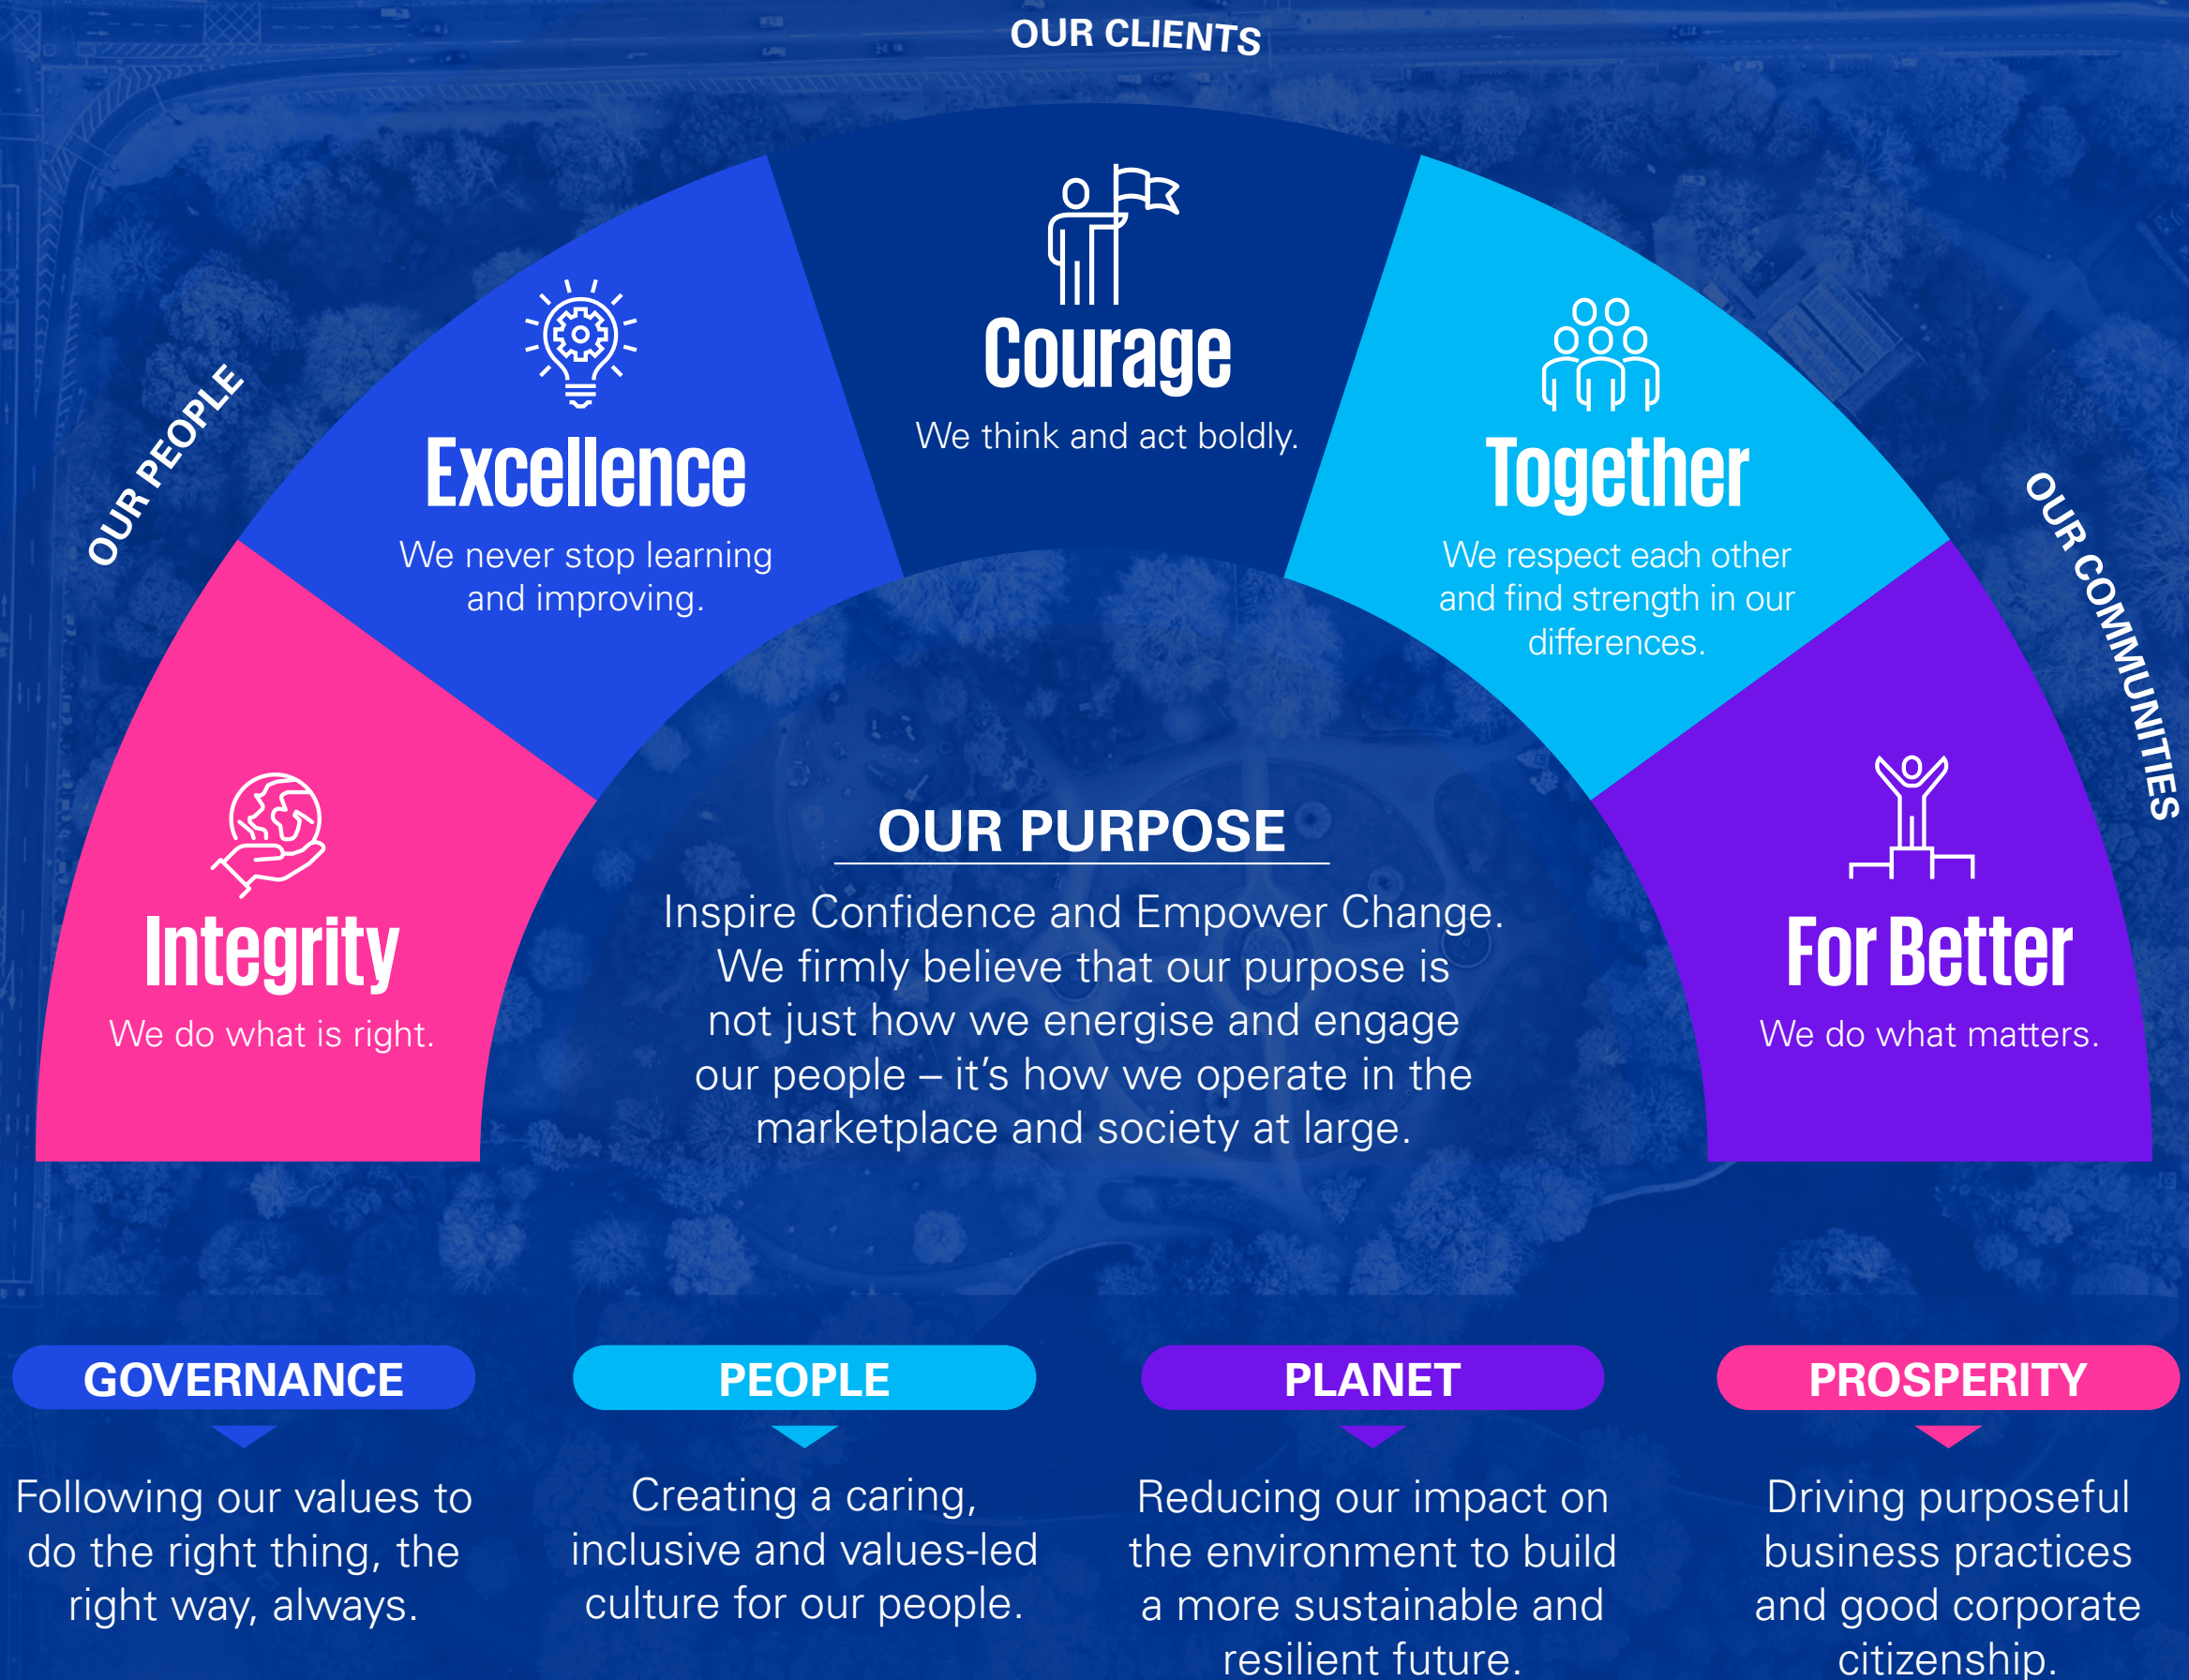 OUR CLIENTS
OUR PEOPLE
OUR COMMUNITIES
Integrity
We do what is right.
Excellence
We never stop learning
and improving.
Courage
We think and act boldly.
Together
We respect each other
and find strength in our
differences.
For Better
We do what matters.
OUR PURPOSE
Inspire Confidence and Empower Change.
We firmly believe that our purpose is
not just how we energise and engage
our people – it’s how we operate in the
marketplace and society at large.
GOVERNANCE
Following our values to
do the right thing, the
right way, always.
PEOPLE
Creating a caring,
inclusive and values-led
culture for our people.
PLANET
Reducing our impact on
the environment to build
a more sustainable and
resilient future.
PROSPERITY
Driving purposeful
business practices
and good corporate
citizenship.